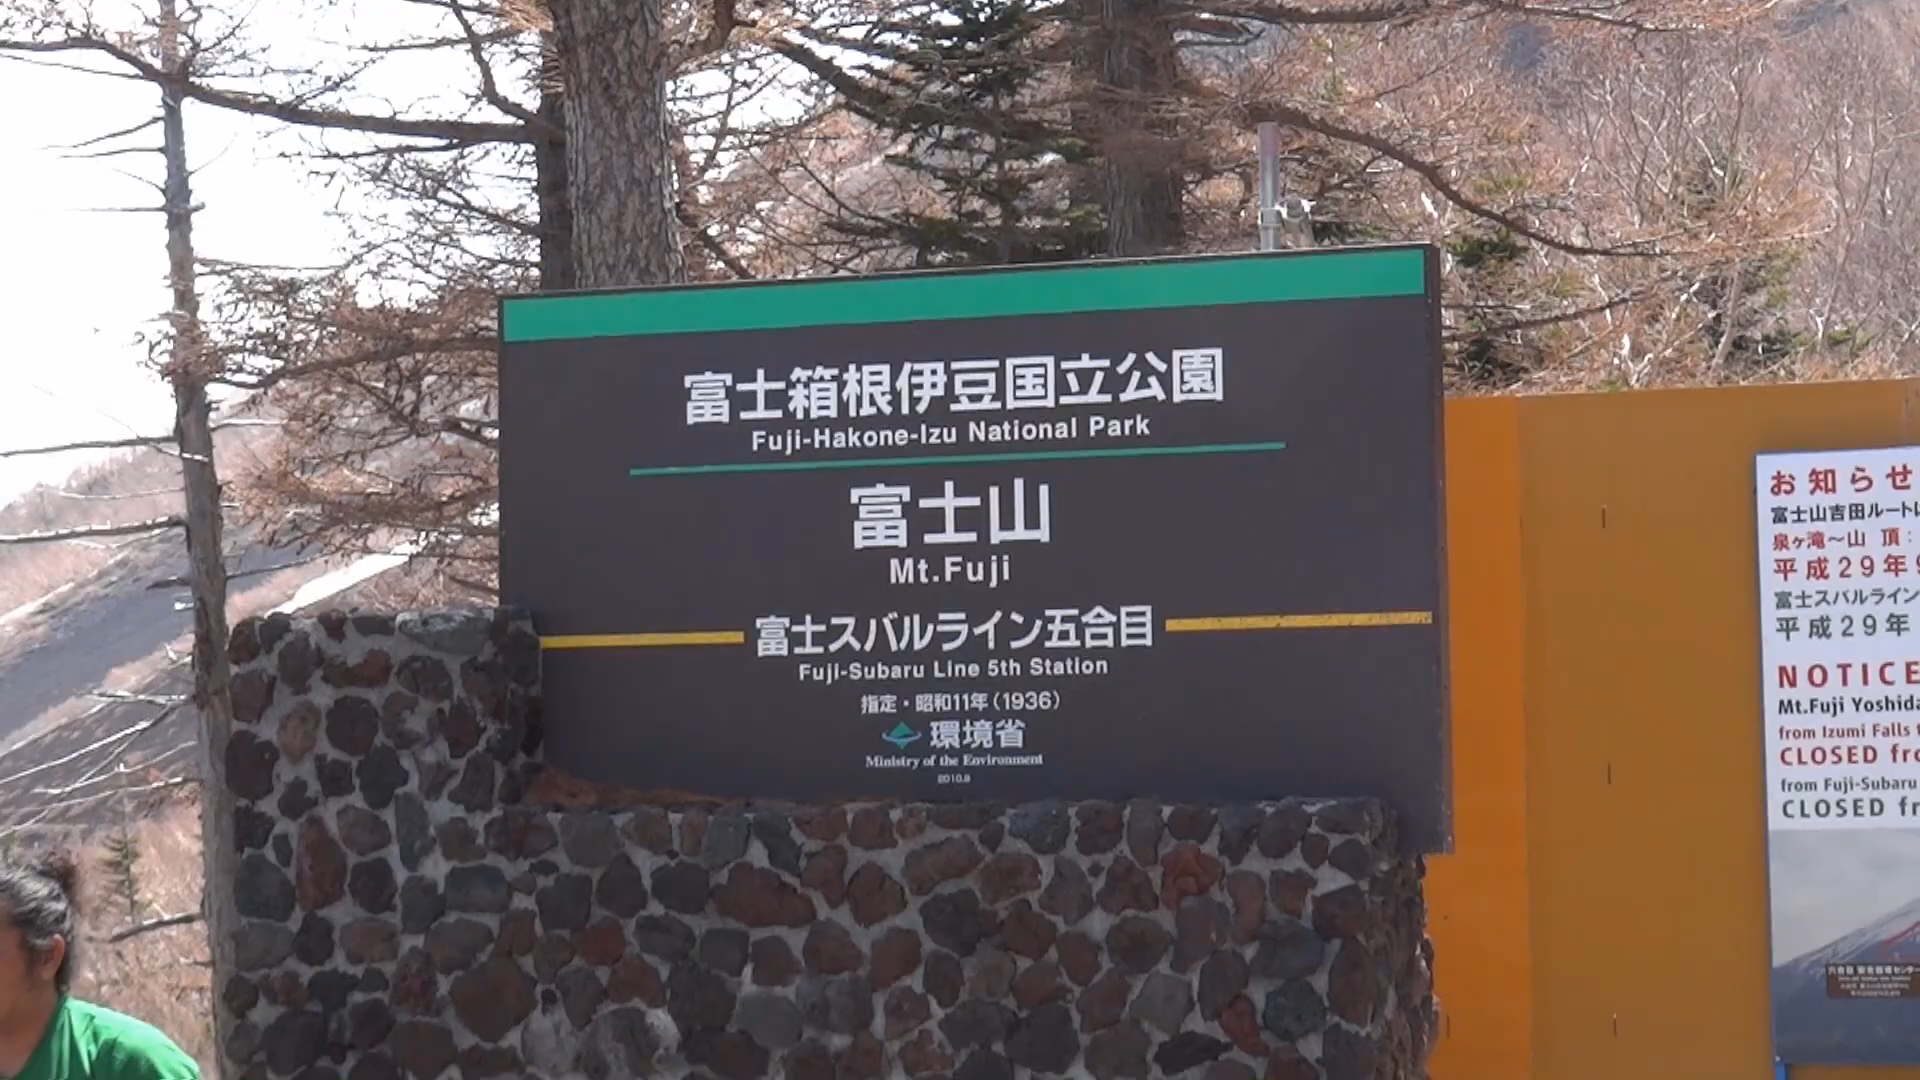 富士箱根伊豆国立公園
Fuji-Hakone-Izu National Park
富士山
Mt.Fuji
富士スバルライン五合目
Fuji-Subaru Line 5th Station
指定・昭和11年(1936)
環境省
Ministry of the Environment
2010.9
お知らせ
富士山吉田ルート
泉ヶ滝〜山 頂:
平成29年9
富士スバルライン
平成29年
NOTICE
Mt.Fuji Yoshida
from Izumi Falls
CLOSED fro
from Fuji-Subaru
CLOSED fr